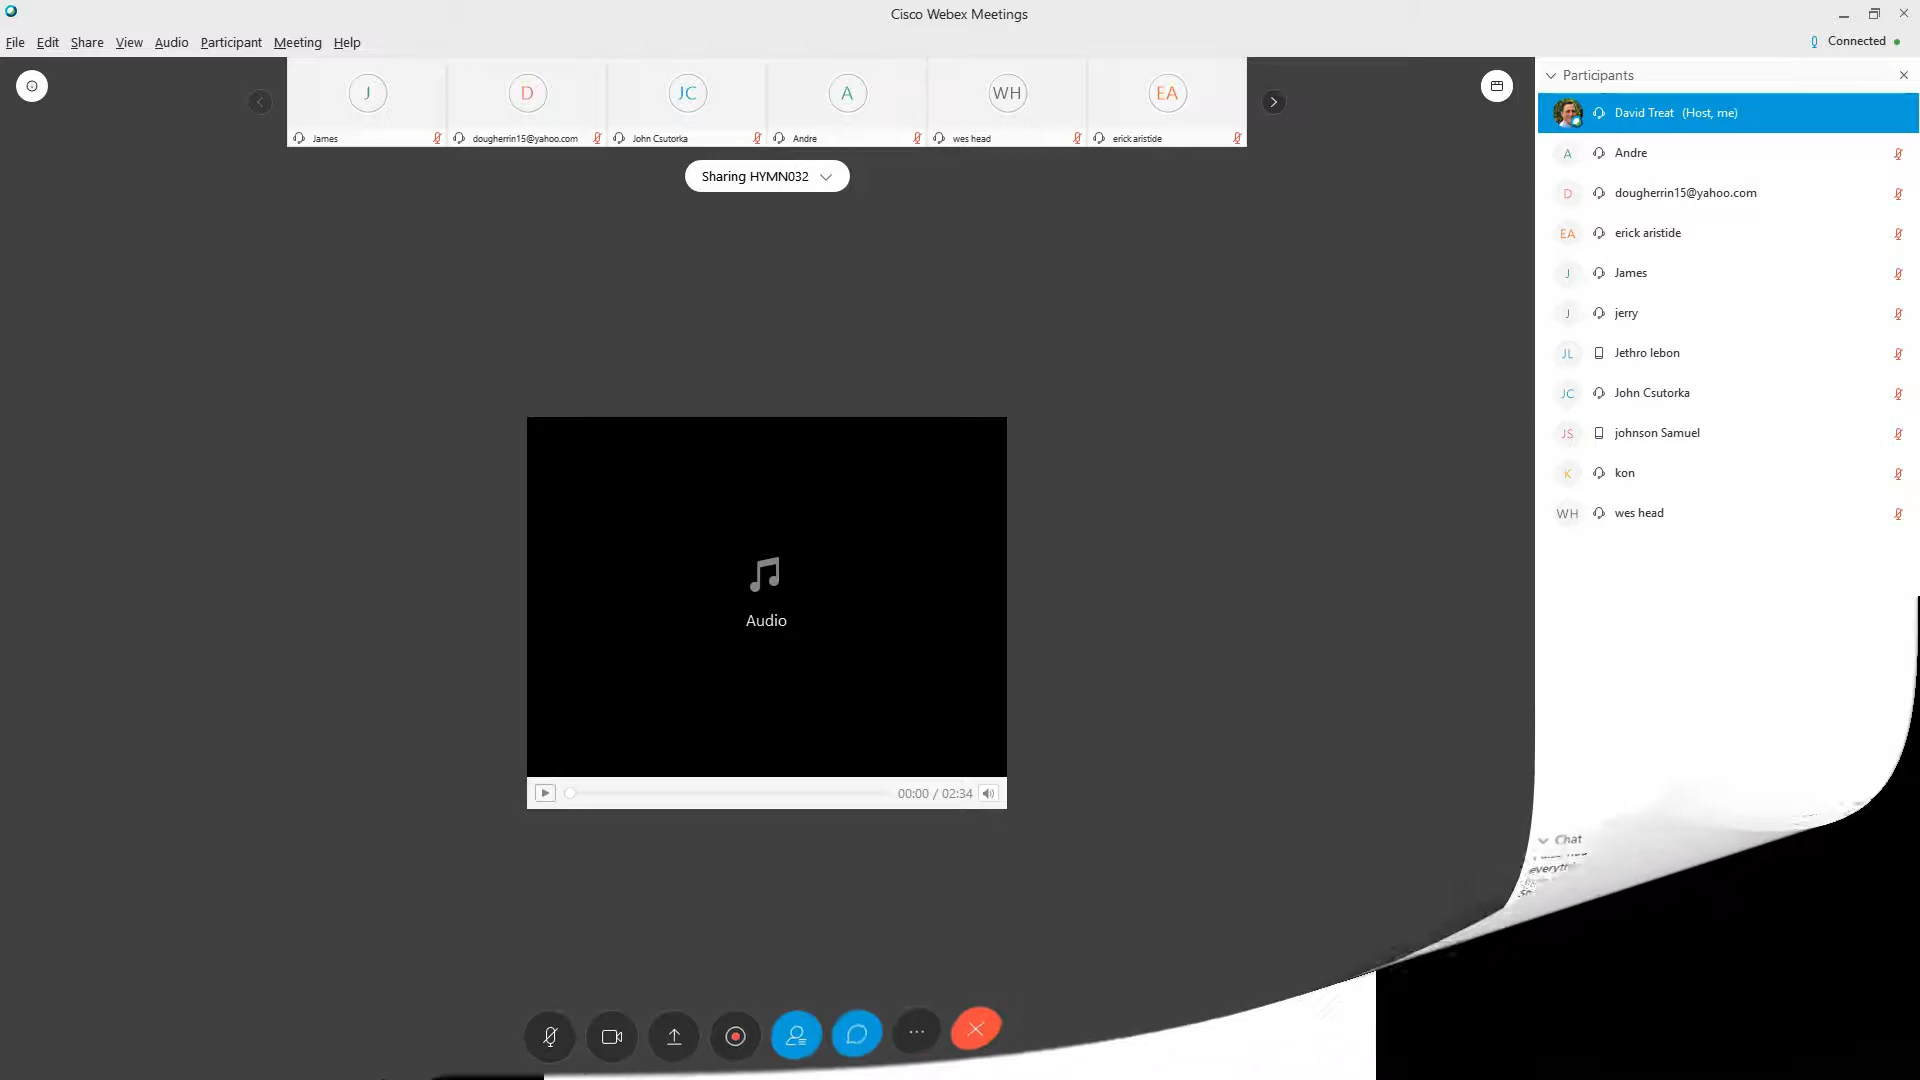 Cisco Webex Meetings
File Edit Share View Audio Participant Meeting Help
Connected
J
D
JC
A
WH
EA
James
dougherrin15@yahoo.com
John Csutorka
Andre
wes head
erick aristide
Sharing HYMN032
Audio
00:00 / 02:34
Participants
David Treat (Host, me)
A Andre
D dougherrin15@yahoo.com
EA erick aristide
J James
J jerry
JL Jethro lebon
JC John Csutorka
JS johnson Samuel
K kon
WH wes head
Chat